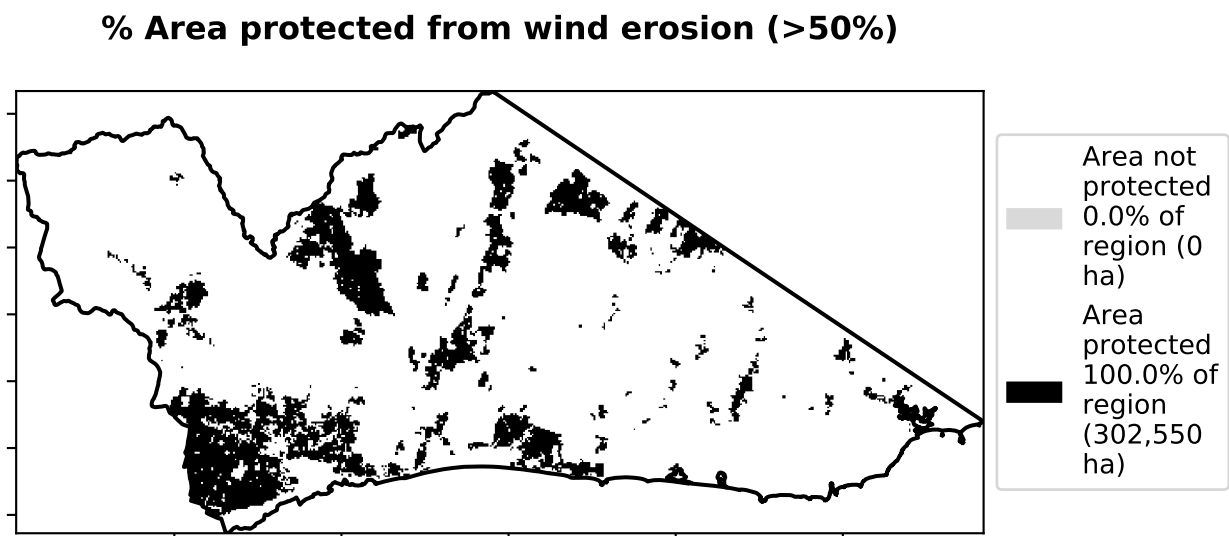 % Area protected from wind erosion (>50%)
Area not
protected
0.0% of
region (0
ha)
Area
protected
100.0% of
region
(302,550
ha)